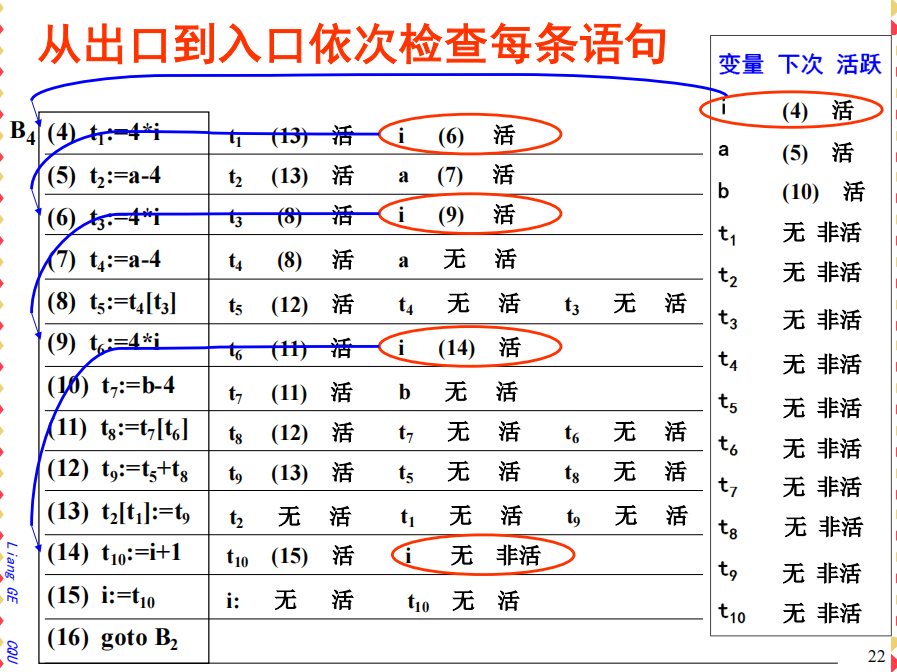 从出口到入口依次检查每条语句
变量 下次 活跃
i (4) 活
a (5) 活
b (10) 活
t1 无 非活
t2 无 非活
t3 无 非活
t4 无 非活
t5 无 非活
t6 无 非活
t7 无 非活
t8 无 非活
t9 无 非活
t10 无 非活
B4
(4) t1:=4*i t1 (13) 活 i (6) 活
(5) t2:=a-4 t2 (13) 活 a (7) 活
(6) t3:=4*i t3 (8) 活 i (9) 活
(7) t4:=a-4 t4 (8) 活 a 无 活
(8) t5:=t4[t3] t5 (12) 活 t4 无 活 t3 无 活
(9) t6:=4*i t6 (11) 活 i (14) 活
(10) t7:=b-4 t7 (11) 活 b 无 活
(11) t8:=t7[t6] t8 (12) 活 t7 无 活 t6 无 活
(12) t9:=t5+t8 t9 (13) 活 t5 无 活 t8 无 活
(13) t2[t1]:=t9 t2 无 活 t1 无 活 t9 无 活
(14) t10:=i+1 t10 (15) 活 i 无 非活
(15) i:=t10 i: 无 活 t10 无 活
(16) goto B2
Liang GE CQU
22